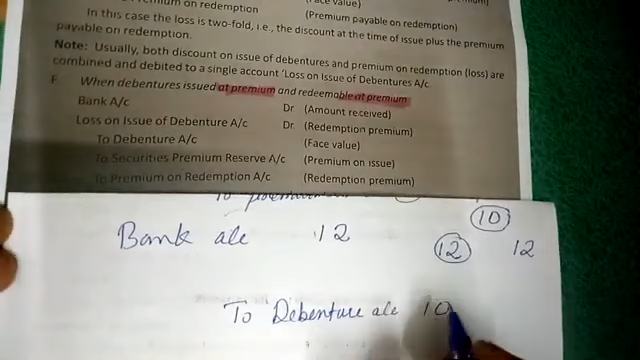 on redemption
(Face value)
(Premium payable on redemption)
In this case the loss is two-fold, i.e., the discount at the time of issue plus the premium
payable on redemption.
Note: Usually, both discount on issue of debentures and premium on redemption (loss) are
combined and debited to a single account 'Loss on Issue of Debentures A/c
F. When debentures issued at premium and redeemable at premium
Bank A/c Dr. (Amount received)
Loss on Issue of Debenture A/c Dr. (Redemption premium)
To Debenture A/c (Face value)
To Securities Premium Reserve A/c (Premium on issue)
To Premium on Redemption A/c (Redemption premium)
To
10
Bank a/c 12 12 12
To Debenture a/c 10